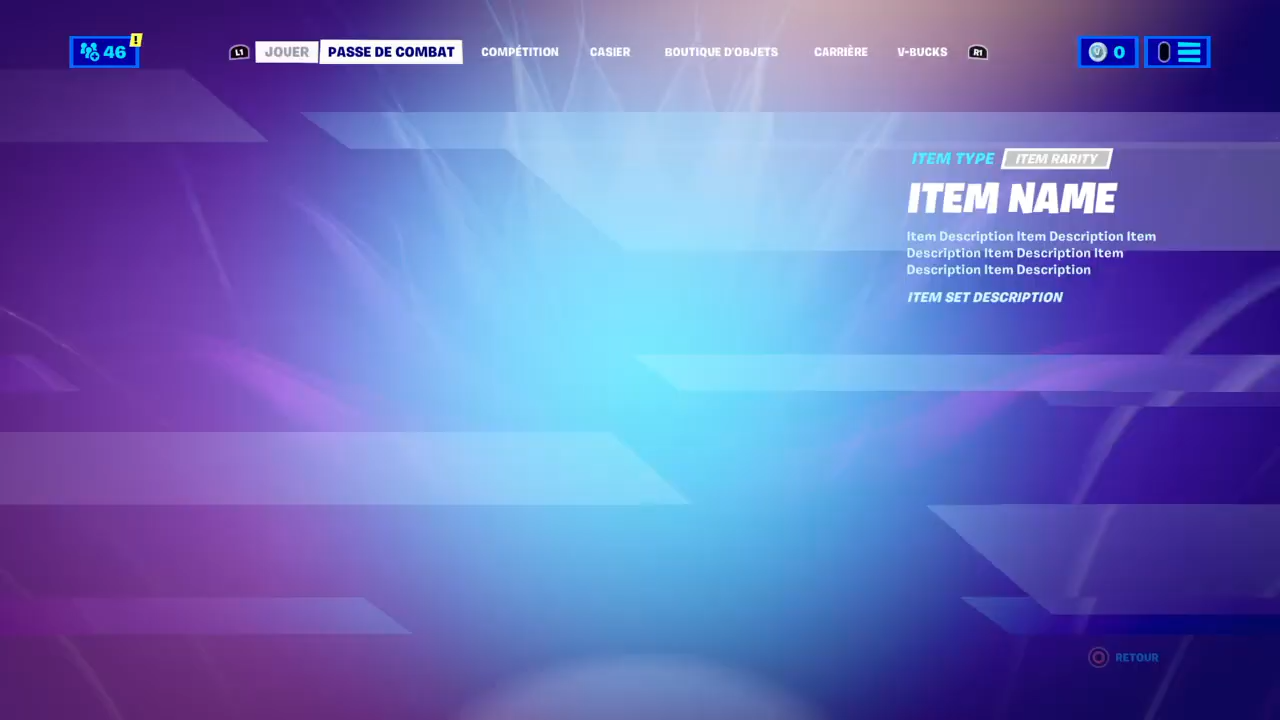 46
!
L1
JOUER
PASSE DE COMBAT
COMPÉTITION
CASIER
BOUTIQUE D'OBJETS
CARRIÈRE
V-BUCKS
R1
0
ITEM TYPE
ITEM RARITY
ITEM NAME
Item Description Item Description Item
Description Item Description Item
Description Item Description
ITEM SET DESCRIPTION
RETOUR